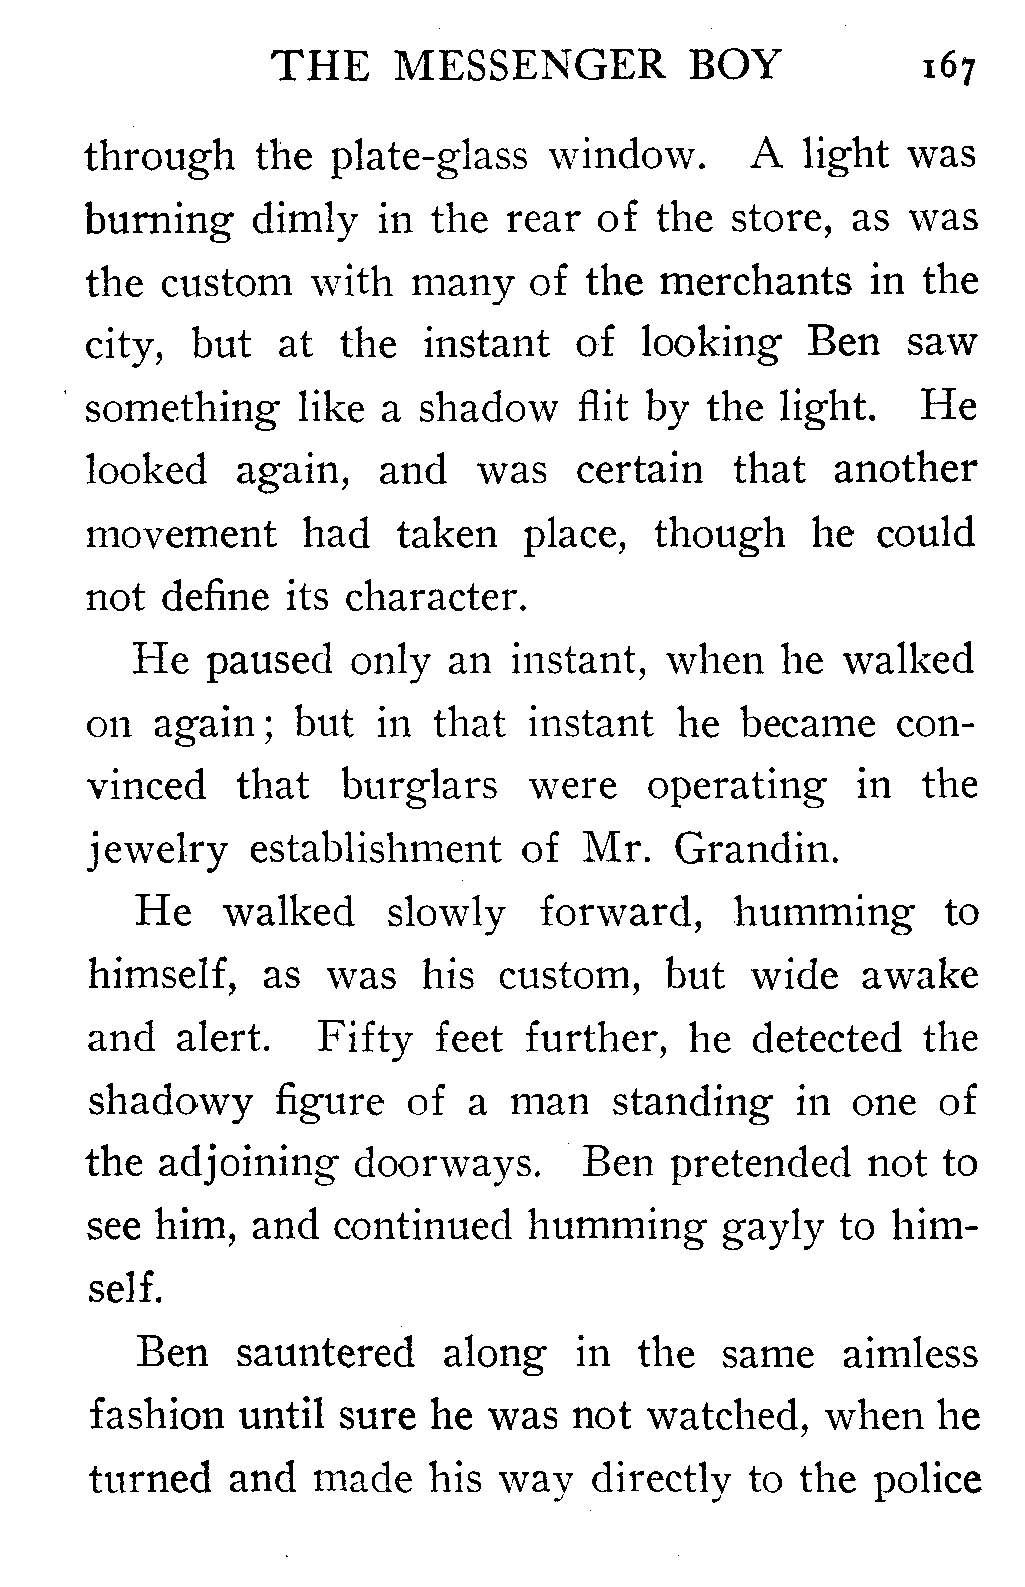 THE MESSENGER BOY 167
through the plate-glass window. A light was
burning dimly in the rear of the store, as was
the custom with many of the merchants in the
city, but at the instant of looking Ben saw
something like a shadow flit by the light. He
looked again, and was certain that another
movement had taken place, though he could
not define its character.
He paused only an instant, when he walked
on again; but in that instant he became con-
vinced that burglars were operating in the
jewelry establishment of Mr. Grandin.
He walked slowly forward, humming to
himself, as was his custom, but wide awake
and alert. Fifty feet further, he detected the
shadowy figure of a man standing in one of
the adjoining doorways. Ben pretended not to
see him, and continued humming gayly to him-
self.
Ben sauntered along in the same aimless
fashion until sure he was not watched, when he
turned and made his way directly to the police